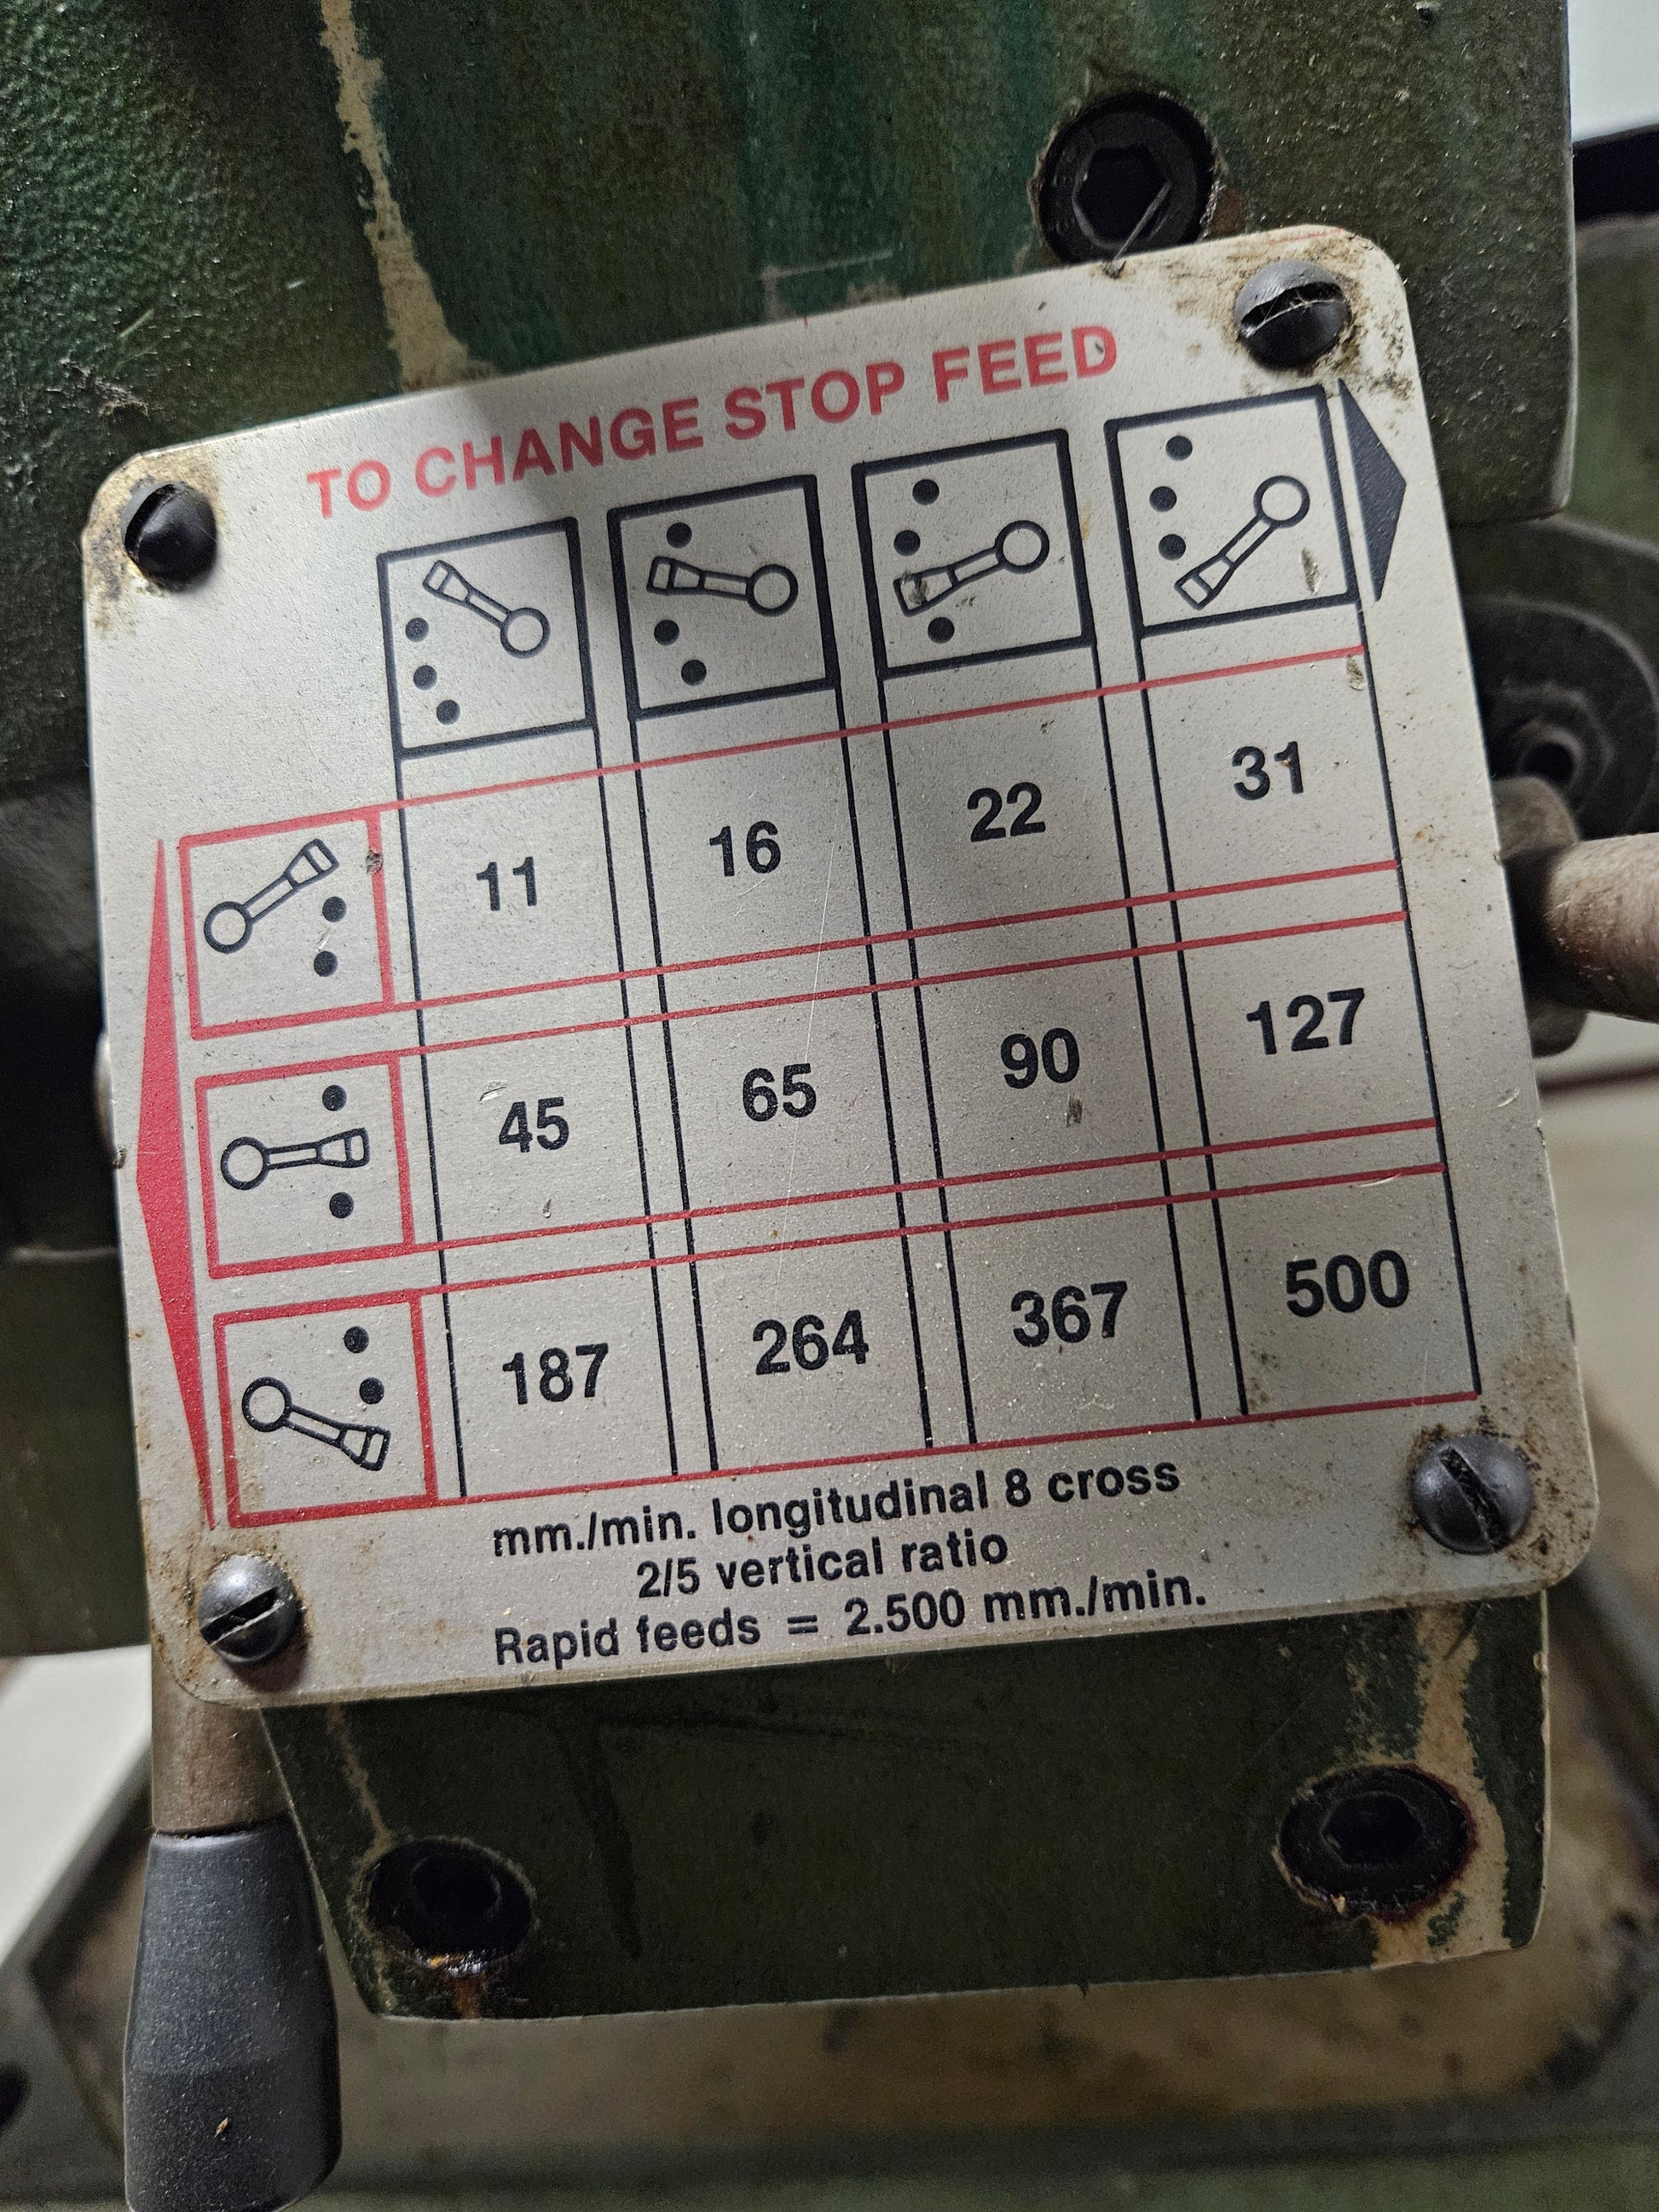 TO CHANGE STOP FEED
11 16 22 31
45 65 90 127
187 264 367 500
mm./min. longitudinal 8 cross
2/5 vertical ratio
Rapid feeds = 2.500 mm./min.